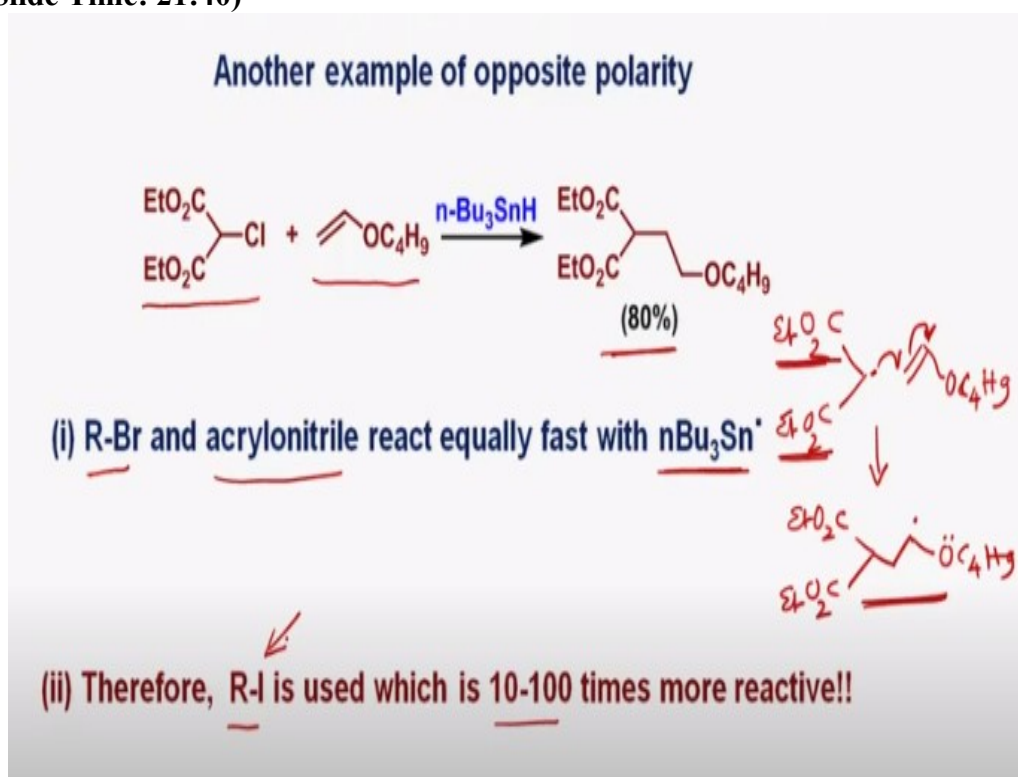 Slide Time: 21:40)
Another example of opposite polarity
EtO₂C
Cl + OC₄H₉ n-Bu₃SnH EtO₂C
EtO₂C EtO₂C OC₄H₉
(80%)
EtO₂C
OC₄H₉
(i) R-Br and acrylonitrile react equally fast with nBu₃Sn˙ EtO₂C
EtO₂C
ÖC₄H₉
EtO₂C
(ii) Therefore, R-I is used which is 10-100 times more reactive!!